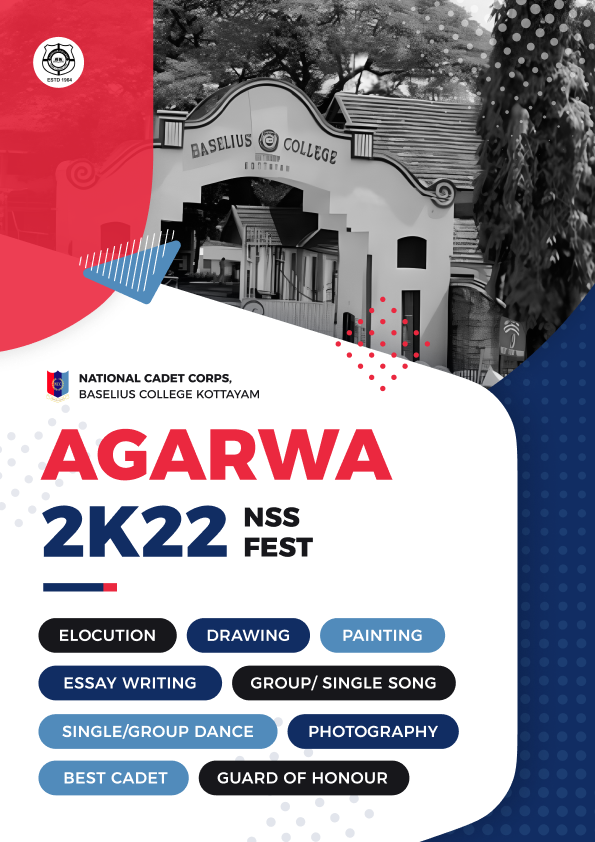 ESTD 1964
BASELIUS COLLEGE
KOTTAYAM
NATIONAL CADET CORPS,
BASELIUS COLLEGE KOTTAYAM
AGARWA
2K22 NSS
FEST
ELOCUTION DRAWING PAINTING
ESSAY WRITING GROUP/ SINGLE SONG
SINGLE/GROUP DANCE PHOTOGRAPHY
BEST CADET GUARD OF HONOUR